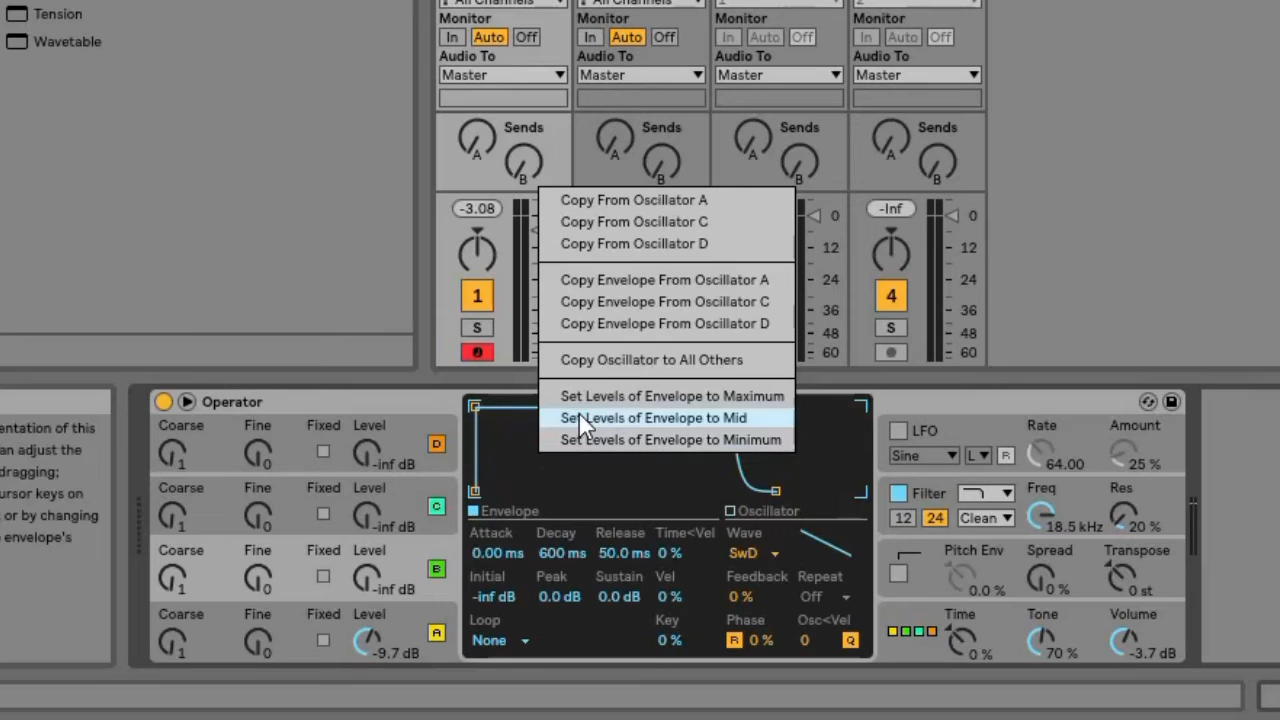 Tension
Wavetable
Monitor Monitor Monitor Monitor
In Auto Off In Auto Off In Auto Off In Auto Off
Audio To Audio To Audio To Audio To
Master Master Master Master
Sends Sends Sends Sends
A A A A
B B B B
-3.08 -Inf
0 0
12 12
24 24
36 36
48 48
60 60
1 4
S S
Copy From Oscillator A
Copy From Oscillator C
Copy From Oscillator D
Copy Envelope From Oscillator A
Copy Envelope From Oscillator C
Copy Envelope From Oscillator D
Copy Oscillator to All Others
Set Levels of Envelope to Maximum
Set Levels of Envelope to Mid
Set Levels of Envelope to Minimum
entation of this
an adjust the
dragging;
ursor keys on
or by changing
envelope's
Operator
Coarse Fine Fixed Level
1 0 -inf dB D
Coarse Fine Fixed Level
1 0 -inf dB C
Coarse Fine Fixed Level
1 0 -inf dB B
Coarse Fine Fixed Level
1 0 -9.7 dB A
Envelope Oscillator
Attack Decay Release Time<Vel Wave
0.00 ms 600 ms 50.0 ms 0 % SwD
Initial Peak Sustain Vel Feedback Repeat
-inf dB 0.0 dB 0.0 dB 0 % 0 % Off
Loop Key Phase Osc<Vel
None 0 % R 0 % 0 Q
LFO Rate Amount
Sine L R 64.00 25 %
Filter Freq Res
12 24 Clean 18.5 kHz 20 %
Pitch Env Spread Transpose
0.0 % 0 % 0 st
Time Tone Volume
0 % 70 % -3.7 dB